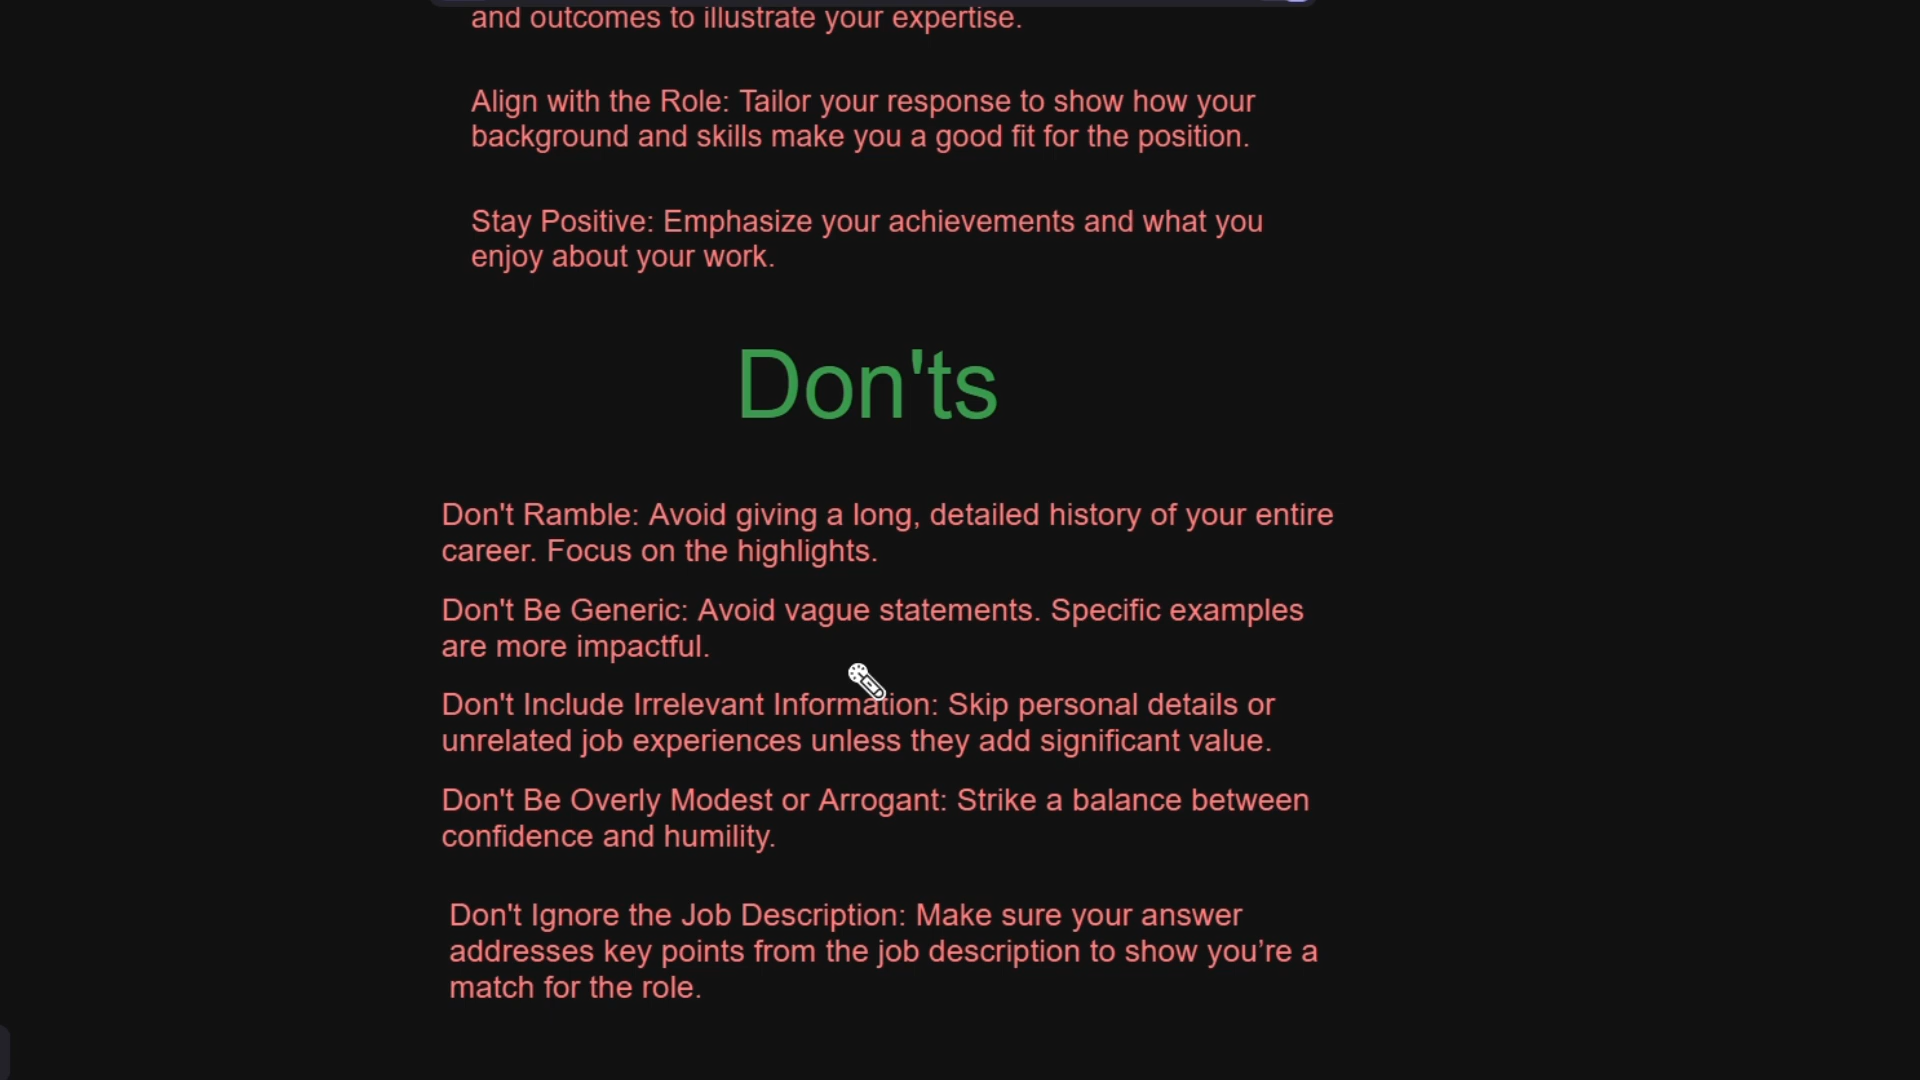 and outcomes to illustrate your expertise.
Align with the Role: Tailor your response to show how your
background and skills make you a good fit for the position.
Stay Positive: Emphasize your achievements and what you
enjoy about your work.
Don'ts
Don't Ramble: Avoid giving a long, detailed history of your entire
career. Focus on the highlights.
Don't Be Generic: Avoid vague statements. Specific examples
are more impactful.
Don't Include Irrelevant Information: Skip personal details or
unrelated job experiences unless they add significant value.
Don't Be Overly Modest or Arrogant: Strike a balance between
confidence and humility.
Don't Ignore the Job Description: Make sure your answer
addresses key points from the job description to show you’re a
match for the role.